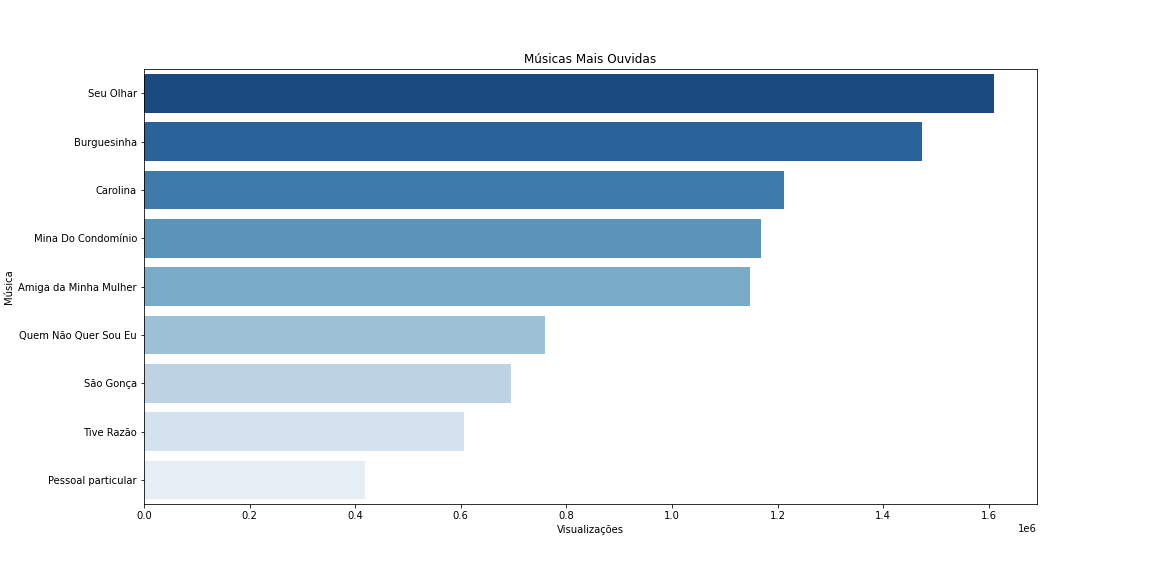 Músicas Mais Ouvidas
Música
Seu Olhar
Burguesinha
Carolina
Mina Do Condomínio
Amiga da Minha Mulher
Quem Não Quer Sou Eu
São Gonça
Tive Razão
Pessoal particular
0.0 0.2 0.4 0.6 0.8 1.0 1.2 1.4 1.6
1e6
Visualizações